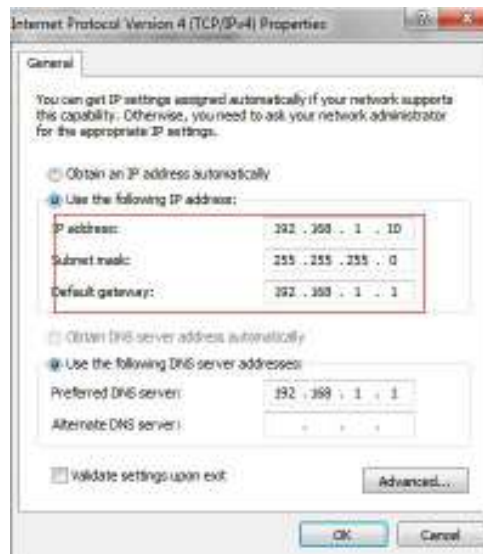 Internet Protocol Version 4 (TCP/IPv4) Properties
General
You can get IP settings assigned automatically if your network supports
this capability. Otherwise, you need to ask your network administrator
for the appropriate IP settings.
Obtain an IP address automatically
Use the following IP address:
IP address: 192 . 168 . 1 . 10
Subnet mask: 255 . 255 . 255 . 0
Default gateway: 192 . 168 . 1 . 1
Obtain DNS server address automatically
Use the following DNS server addresses:
Preferred DNS server: 192 . 168 . 1 . 1
Alternate DNS server: . . .
Validate settings upon exit
Advanced...
OK Cancel